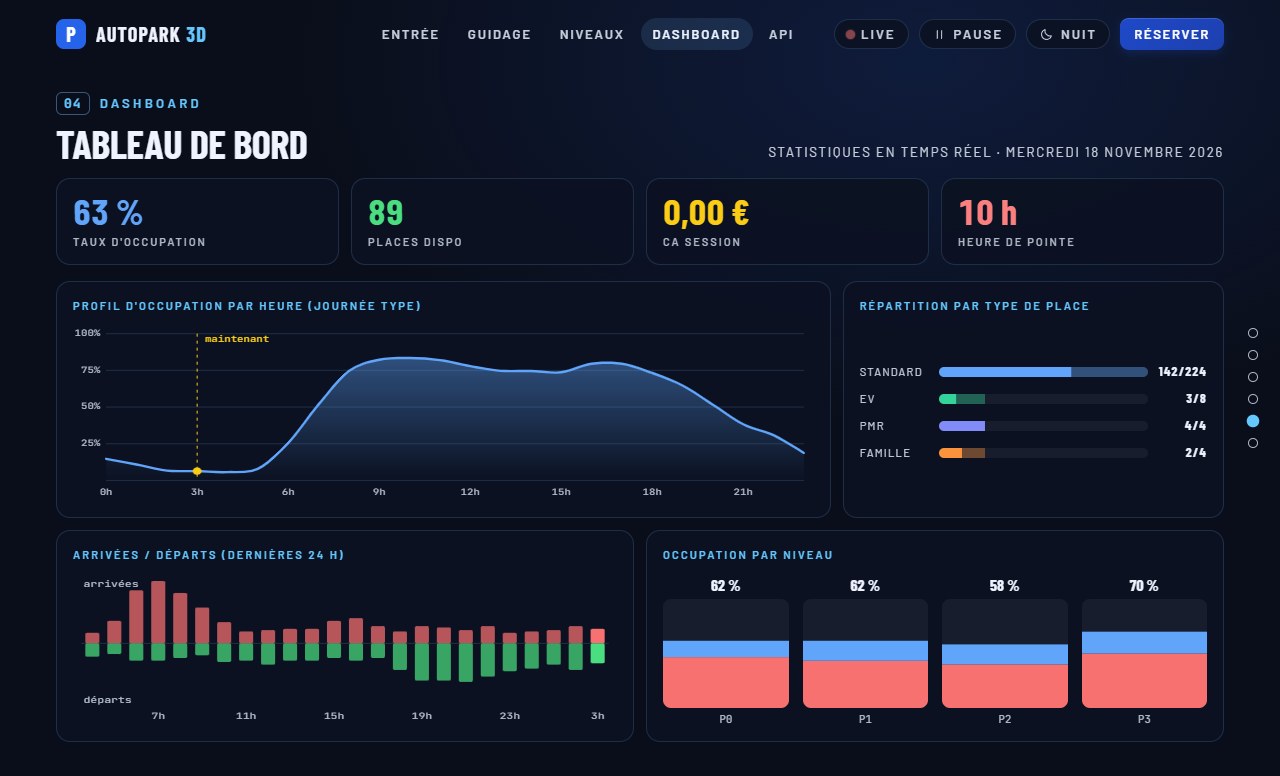 P AUTOPARK 3D ENTRÉE GUIDAGE NIVEAUX DASHBOARD API LIVE PAUSE NUIT RÉSERVER
04 DASHBOARD
TABLEAU DE BORD
STATISTIQUES EN TEMPS RÉEL · MERCREDI 18 NOVEMBRE 2026
63 %
TAUX D'OCCUPATION
89
PLACES DISPO
0,00 €
CA SESSION
10 h
HEURE DE POINTE
PROFIL D'OCCUPATION PAR HEURE (JOURNÉE TYPE)
100%
maintenant
75%
50%
25%
0h 3h 6h 9h 12h 15h 18h 21h
RÉPARTITION PAR TYPE DE PLACE
STANDARD 142/224
EV 3/8
PMR 4/4
FAMILLE 2/4
ARRIVÉES / DÉPARTS (DERNIÈRES 24 H)
arrivées
départs
7h 11h 15h 19h 23h 3h
OCCUPATION PAR NIVEAU
62 % 62 % 58 % 70 %
P0 P1 P2 P3